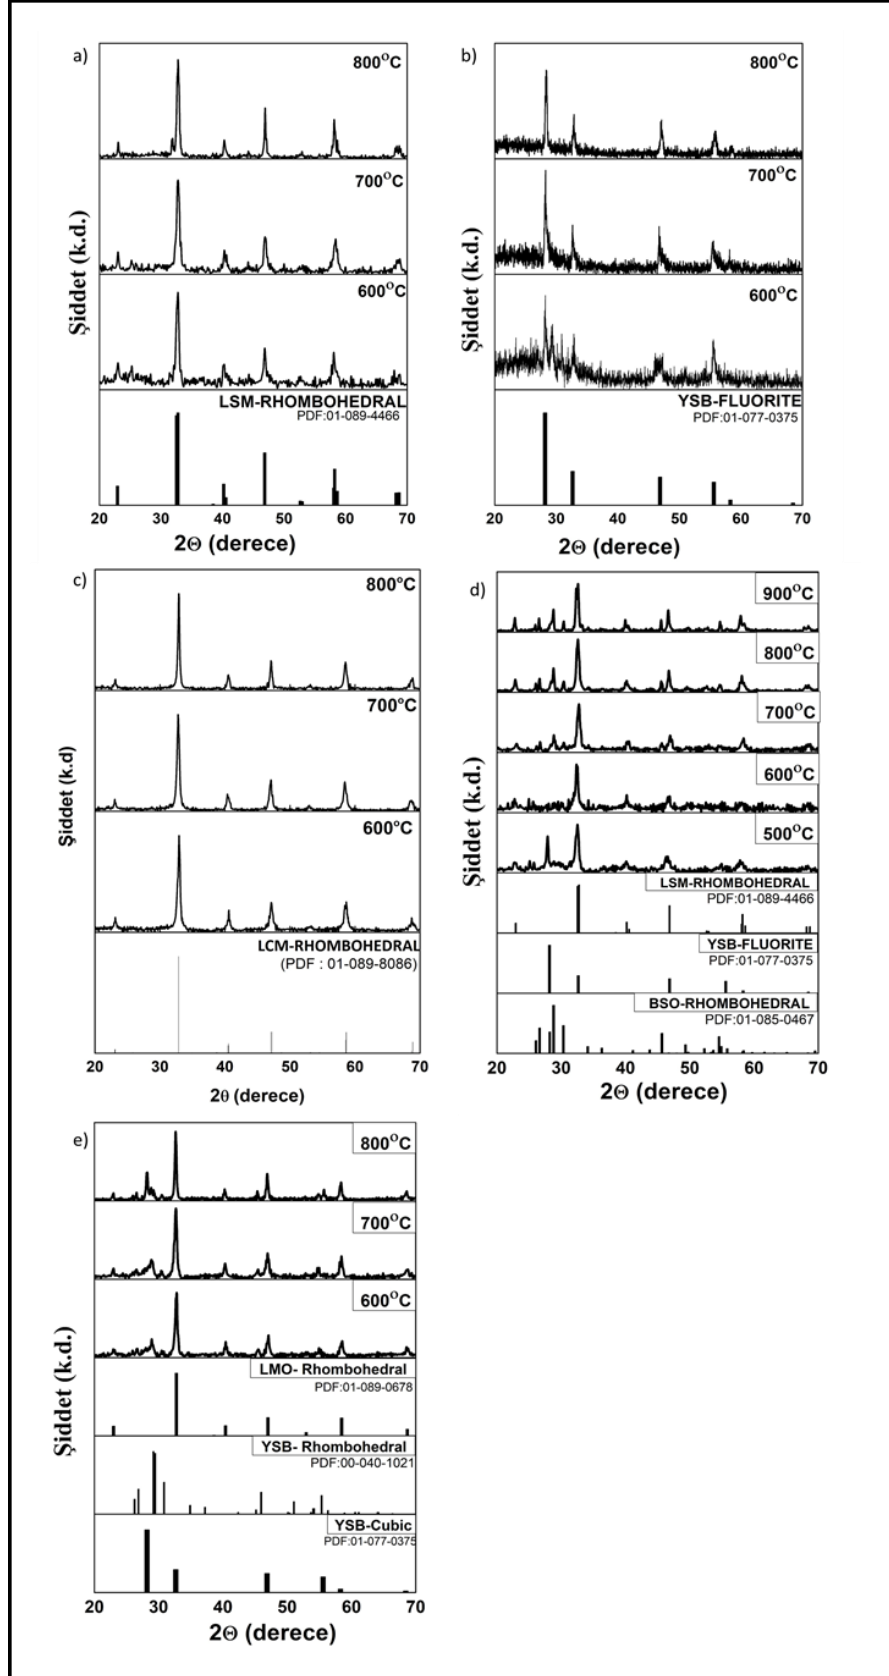 a)
800°C
700°C
600°C
LSM-RHOMBOHEDRAL
PDF:01-089-4466
Şiddet (k.d.)
20 30 40 50 60 70
2Θ (derece)
b)
800°C
700°C
600°C
YSB-FLUORITE
PDF:01-077-0375
Şiddet (k.d.)
20 30 40 50 60 70
2Θ (derece)
c)
800°C
700°C
600°C
LCM-RHOMBOHEDRAL
(PDF : 01-089-8086)
Şiddet (k.d)
20 30 40 50 60 70
2θ (derece)
d)
900°C
800°C
700°C
600°C
500°C
LSM-RHOMBOHEDRAL
PDF:01-089-4466
YSB-FLUORITE
PDF:01-077-0375
BSO-RHOMBOHEDRAL
PDF:01-085-0467
Şiddet (k.d.)
20 30 40 50 60 70
2Θ (derece)
e)
800°C
700°C
600°C
LMO- Rhombohedral
PDF:01-089-0678
YSB- Rhombohedral
PDF:00-040-1021
YSB-Cubic
PDF:01-077-0375
Şiddet (k.d.)
20 30 40 50 60 70
2Θ (derece)